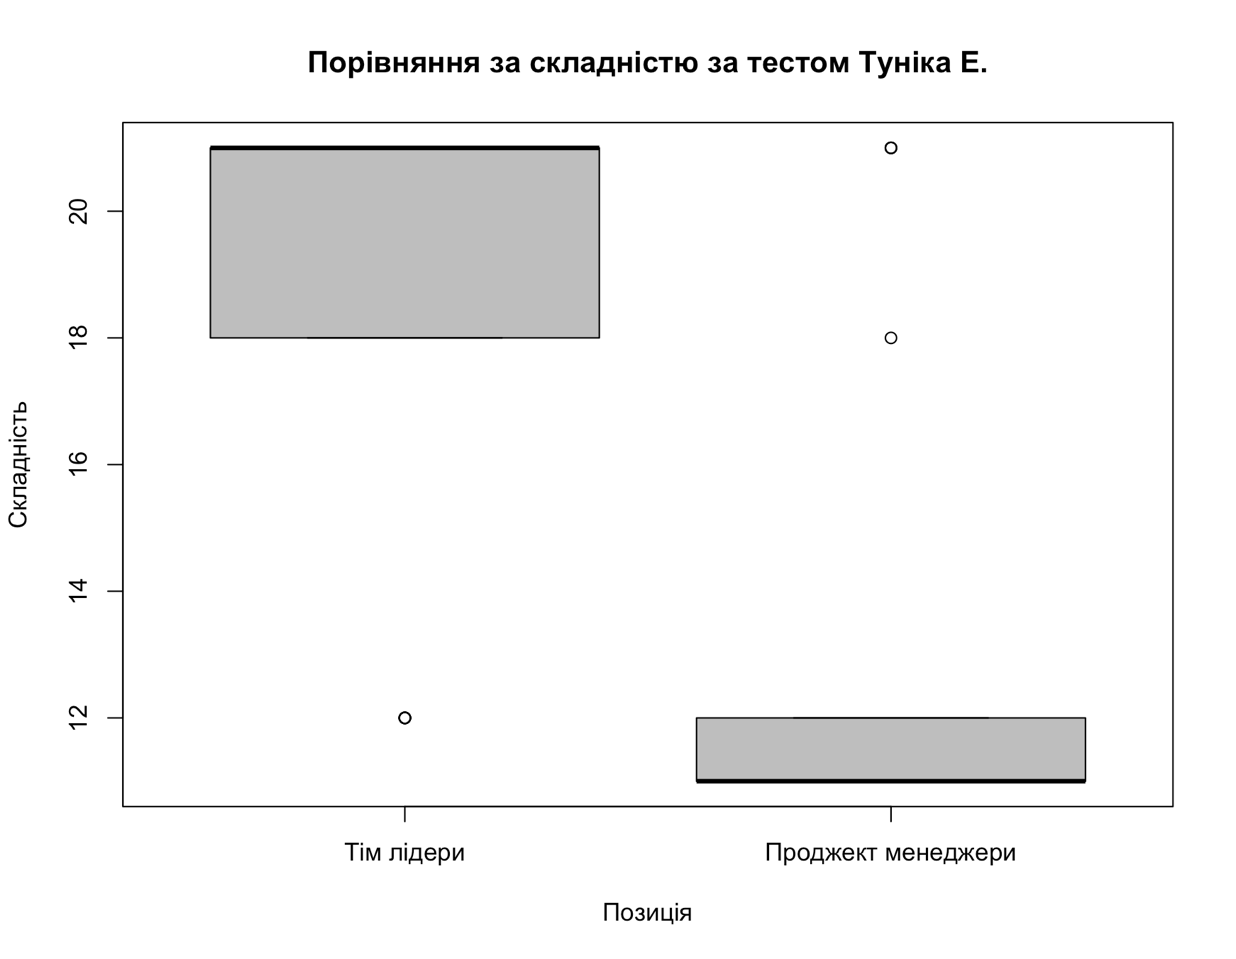 Порівняння за складністю за тестом Туніка Е.
Складність
20
18
16
14
12
Тім лідери
Проджект менеджери
Позиція